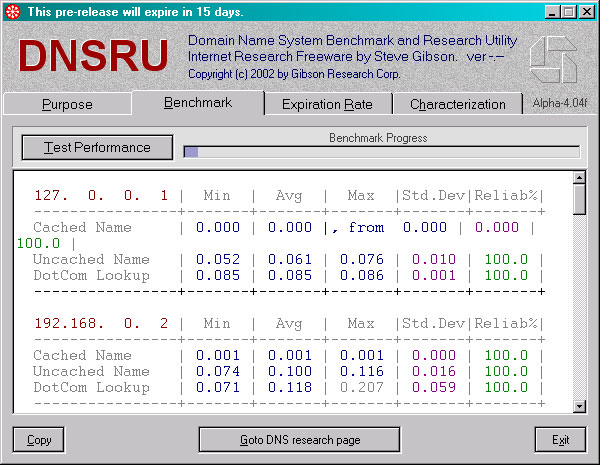 This pre-release will expire in 15 days.
DNSRU
Domain Name System Benchmark and Research Utility
Internet Research Freeware by Steve Gibson. ver -.--
Copyright (c) 2002 by Gibson Research Corp.
Purpose
Benchmark
Expiration Rate
Characterization
Alpha-4.04f
Test Performance
Benchmark Progress
127. 0. 0. 1 | Min | Avg | Max |Std.Dev|Reliab%|
----------------+-------+-------+-------+-------+-------+
Cached Name | 0.000 | 0.000 |, from 0.000 | 0.000 |
100.0 |
Uncached Name | 0.052 | 0.061 | 0.076 | 0.010 | 100.0 |
DotCom Lookup | 0.085 | 0.085 | 0.086 | 0.001 | 100.0 |
----------------+-------+-------+-------+-------+-------+
192.168. 0. 2 | Min | Avg | Max |Std.Dev|Reliab%|
----------------+-------+-------+-------+-------+-------+
Cached Name | 0.001 | 0.001 | 0.001 | 0.000 | 100.0 |
Uncached Name | 0.074 | 0.100 | 0.116 | 0.016 | 100.0 |
DotCom Lookup | 0.071 | 0.118 | 0.207 | 0.059 | 100.0 |
----------------+-------+-------+-------+-------+-------+
Copy
Goto DNS research page
Exit